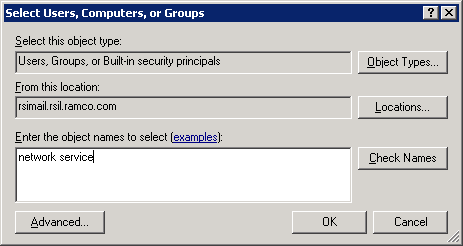 Select Users, Computers, or Groups
Select this object type:
Users, Groups, or Built-in security principals
Object Types...
From this location:
rsimail.rsil.ramco.com
Locations...
Enter the object names to select (examples):
network service
Check Names
Advanced...
OK
Cancel